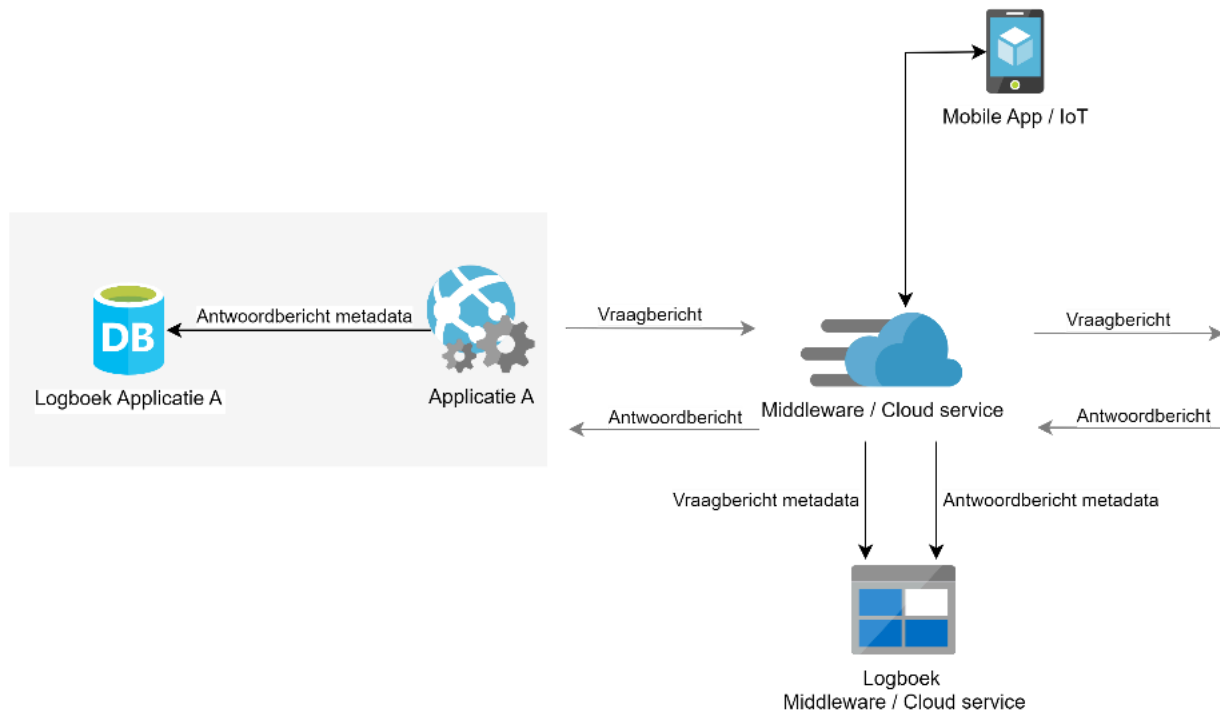 Mobile App / IoT
Antwoordbericht metadata
DB
Logboek Applicatie A
Applicatie A
Vraagbericht
Antwoordbericht
Middleware / Cloud service
Vraagbericht
Antwoordbericht
Vraagbericht metadata
Antwoordbericht metadata
Logboek
Middleware / Cloud service